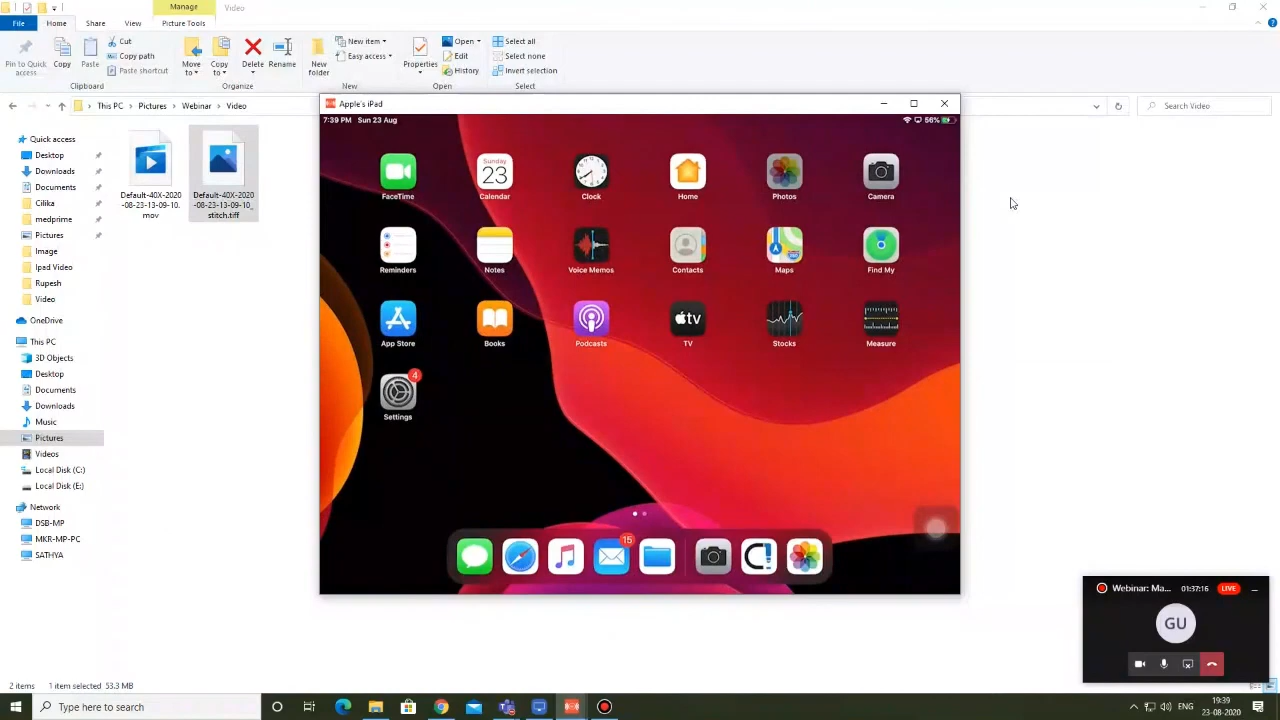 Manage
Video
File
Home
Share
View
Picture Tools
Pin to Quick
access
Copy
Paste
Cut
Copy path
Paste shortcut
Clipboard
Move
to
Copy
to
Delete
Rename
Organize
New
folder
New item
Easy access
New
Properties
Open
Edit
History
Open
Select all
Select none
Invert selection
Select
This PC
Pictures
Webinar
Video
Search Video
Quick access
Desktop
Downloads
Documents
Cilika
medprime
Pictures
Image
Ipad Video
Rupesh
Video
OneDrive
This PC
3D Objects
Desktop
Documents
Downloads
Music
Pictures
Videos
Local Disk (C:)
Local Disk (E:)
Network
DSB-MP
MKR-MP-PC
SATHYA
Default-40X-2020
-08-23-13-09-10.
mov
Default-40X-2020
-08-23-13-09-10_
stitch.tiff
Apple's iPad
7:39 PM Sun 23 Aug
56%
FaceTime
Sunday
23
Calendar
Clock
Home
Photos
Camera
Reminders
Notes
Voice Memos
Contacts
Maps
Find My
App Store
Books
Podcasts
tv
TV
Stocks
Measure
4
Settings
15
Webinar: Ma...
01:37:16
LIVE
GU
2 items
1 item selected 53.3 MB
Type here to search
ENG
19:39
23-08-2020